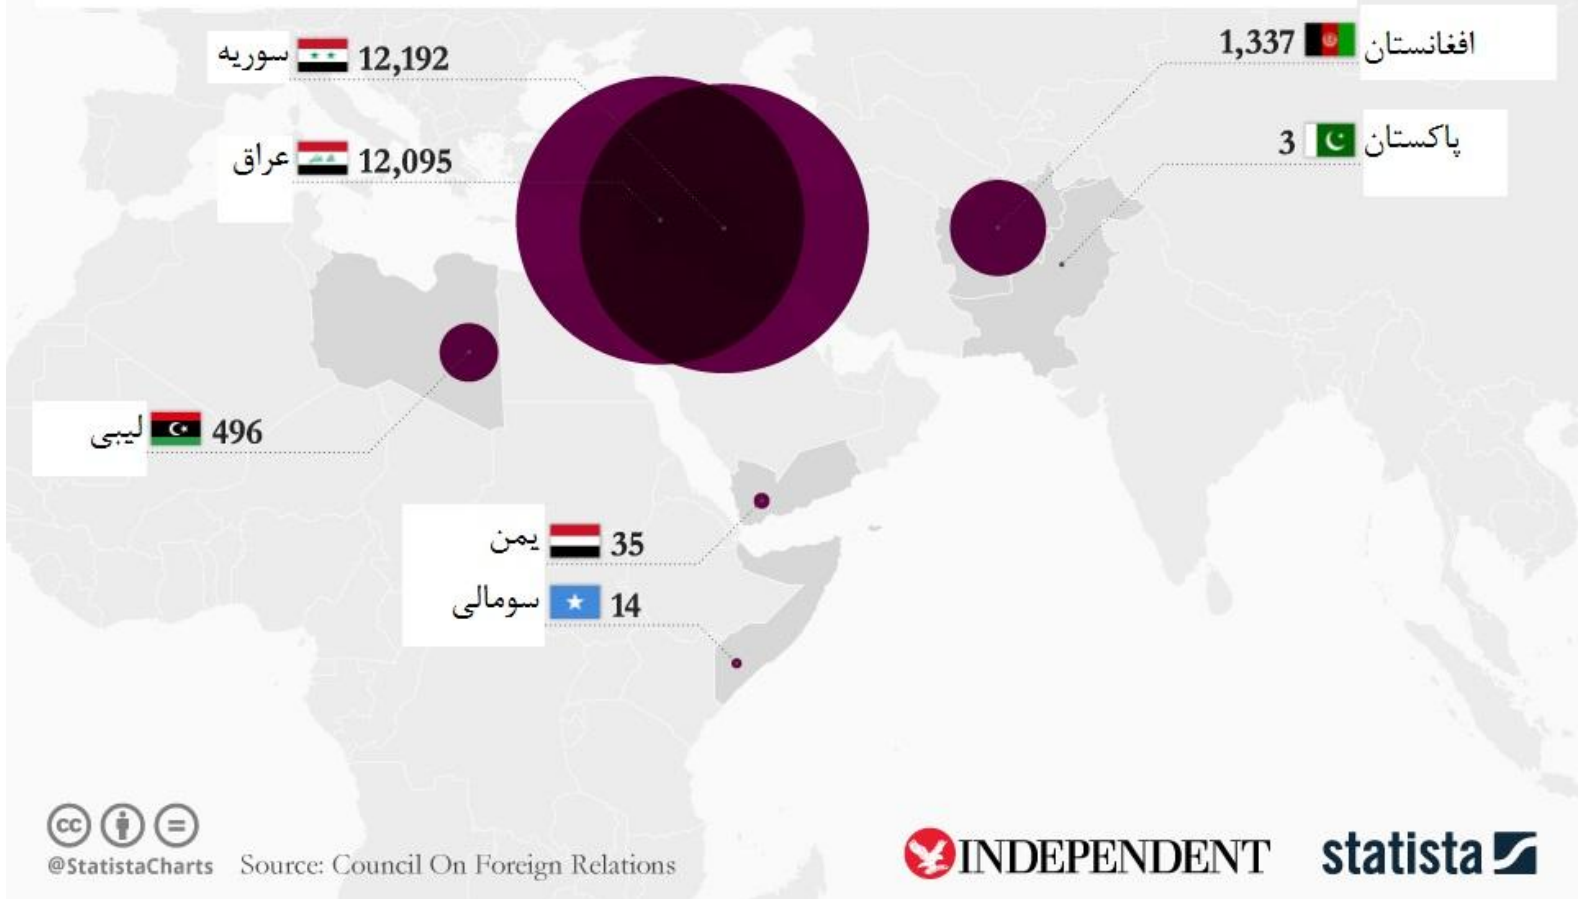 سوریه 12,192
عراق 12,095
1,337 افغانستان
3 پاکستان
لیبی 496
یمن 35
سومالی 14
cc
@StatistaCharts
Source: Council On Foreign Relations
INDEPENDENT
statista